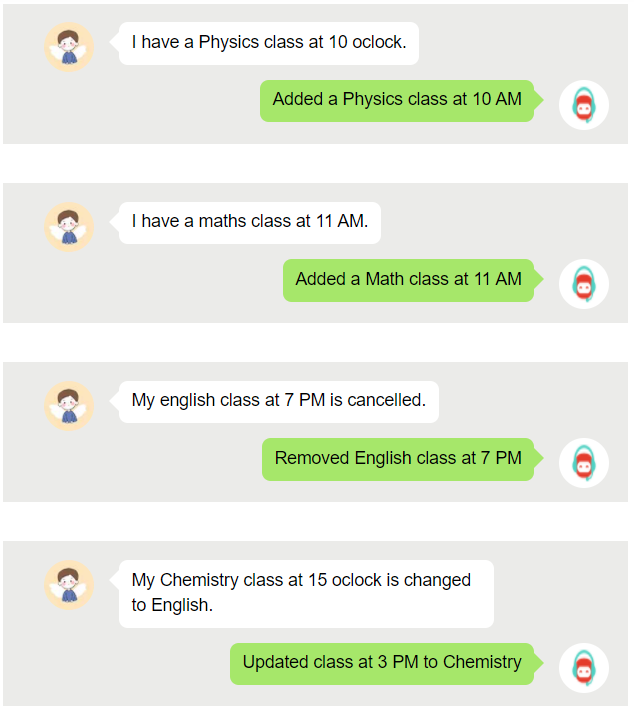 I have a Physics class at 10 oclock.
Added a Physics class at 10 AM
I have a maths class at 11 AM.
Added a Math class at 11 AM
My english class at 7 PM is cancelled.
Removed English class at 7 PM
My Chemistry class at 15 oclock is changed
to English.
Updated class at 3 PM to Chemistry